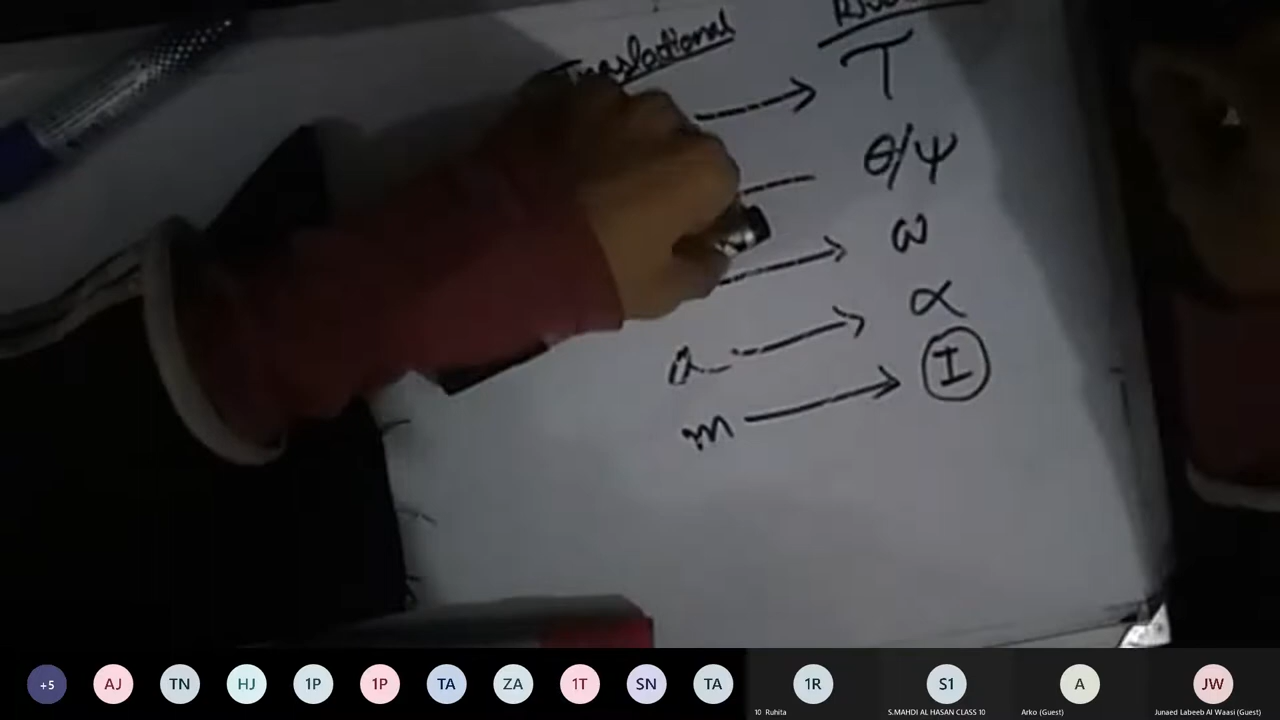 Translational
→ T
θ/ψ
→ ω
a → α
m → I
+5 AJ TN HJ 1P 1P TA ZA 1T SN TA 1R S1 A JW
10 Ruhita S.MAHDI AL HASAN CLASS 10 Arko (Guest) Junaed Labeeb Al Waasi (Guest)